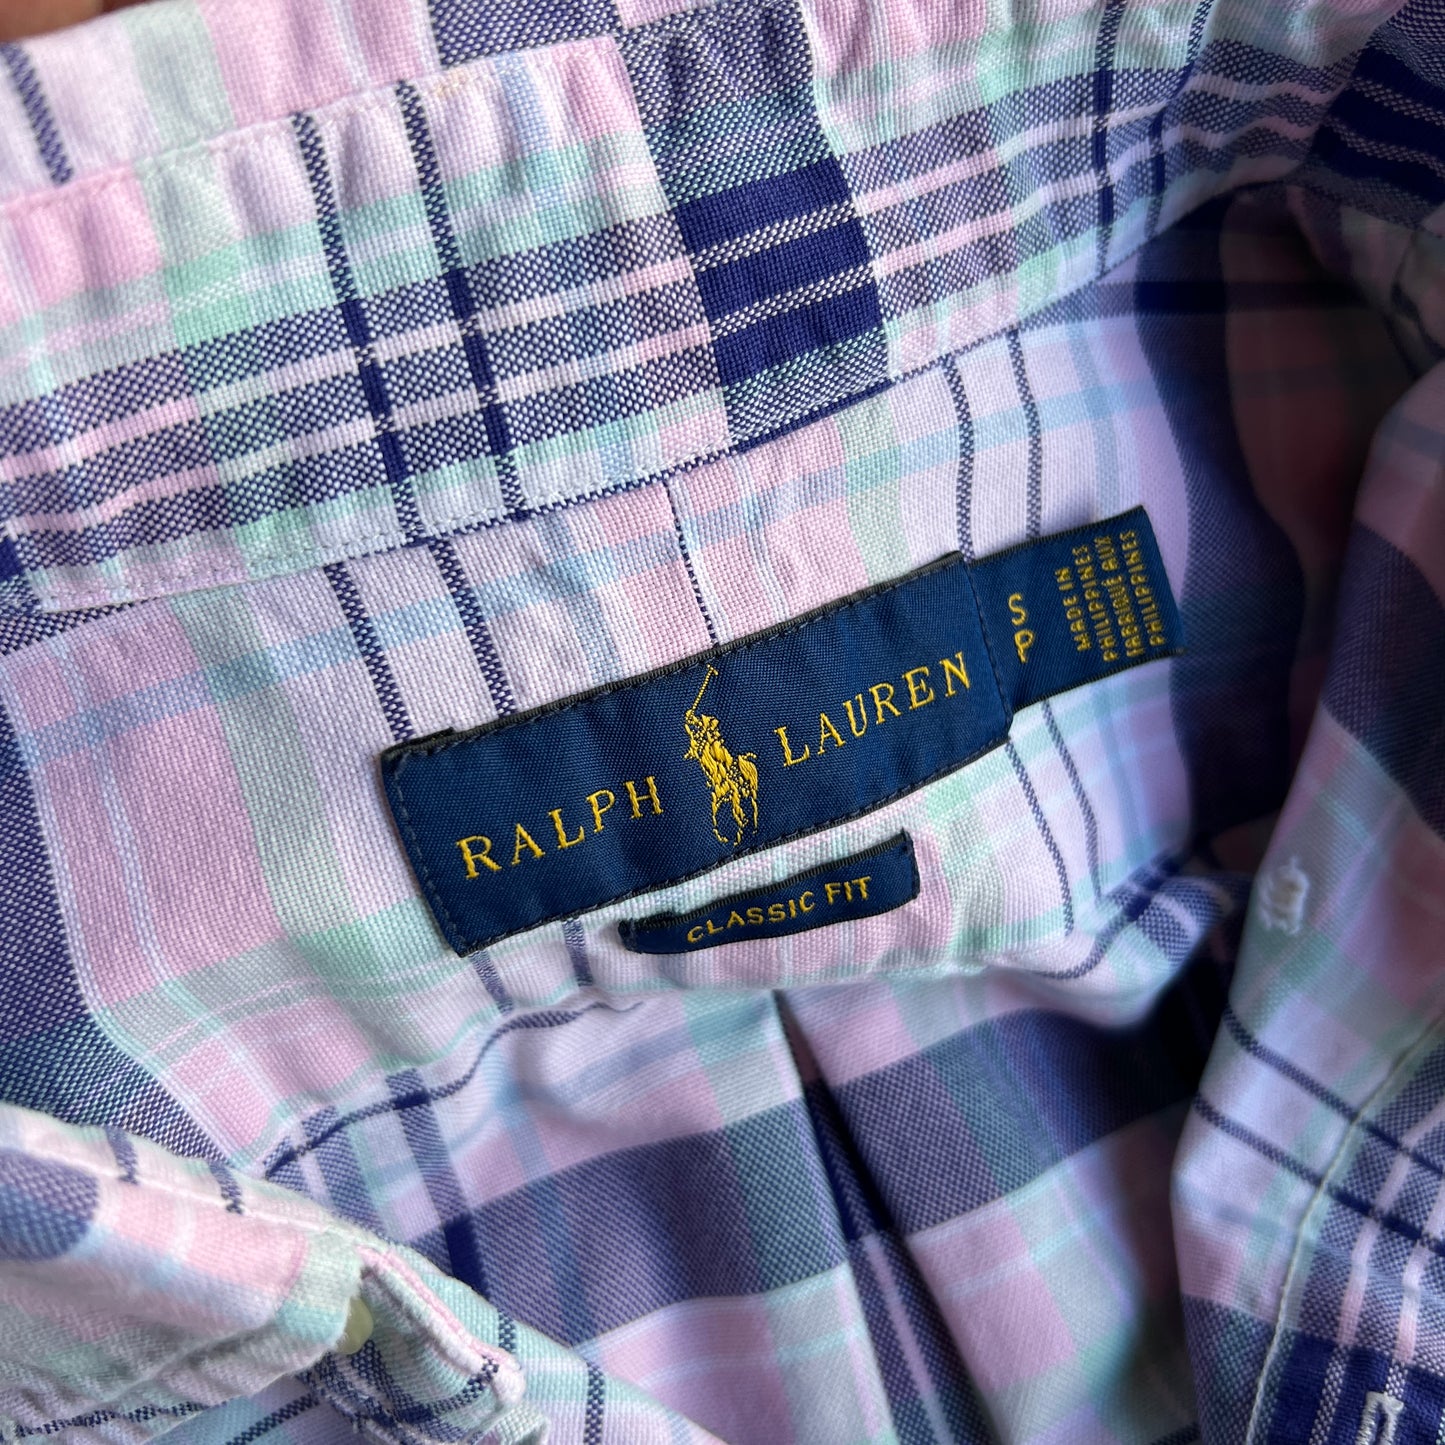 RALPH LAUREN
CLASSIC FIT
S
P
MADE IN
PHILIPPINES
FABRIQUÉ AUX
PHILIPPINES